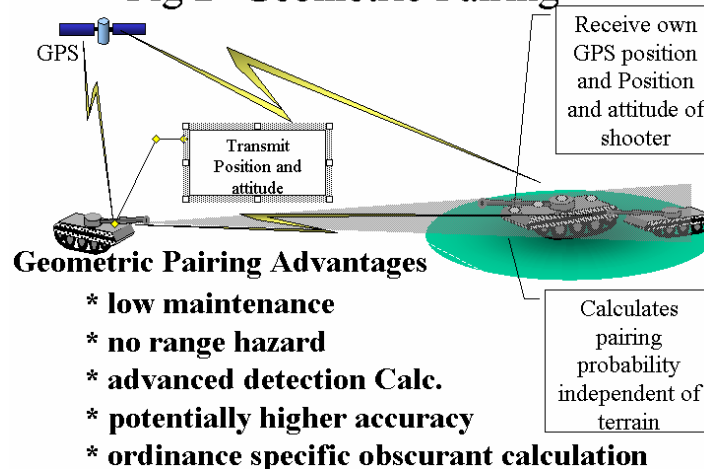 Fig 2 Geometric Pairing
GPS
Receive own
GPS position
and Position
and attitude of
shooter
Transmit
Position and
attitude
Geometric Pairing Advantages
* low maintenance
* no range hazard
* advanced detection Calc.
* potentially higher accuracy
* ordinance specific obscurant calculation
Calculates
pairing
probability
independent of
terrain